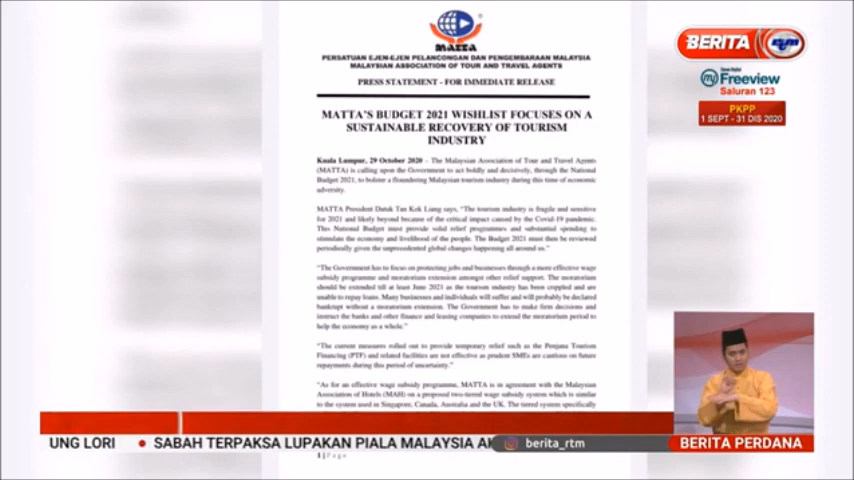 MATTA
PERSATUAN EJEN-EJEN PELANCONGAN DAN PENGEMBARAAN MALAYSIA
MALAYSIAN ASSOCIATION OF TOUR AND TRAVEL AGENTS
PRESS STATEMENT - FOR IMMEDIATE RELEASE
MATTA'S BUDGET 2021 WISHLIST FOCUSES ON A
SUSTAINABLE RECOVERY OF TOURISM
INDUSTRY
Kuala Lumpur, 29 October 2020 - The Malaysian Association of Tour and Travel Agents
(MATTA) is calling upon the Government to act boldly and decisively, through the National
Budget 2021, to bolster a floundering Malaysian tourism industry during this time of economic
adversity.
MATTA President Datuk Tan Kok Liang says, "The tourism industry is fragile and sensitive
for 2021 and likely beyond because of the critical impact caused by the Covid-19 pandemic.
This National Budget must provide solid relief programmes and substantial spending to
stimulate the economy and livelihood of the people. The Budget 2021 must then be reviewed
periodically given the unprecedented global changes happening all around us."
"The Government has to focus on protecting jobs and businesses through a more effective wage
subsidy programme and moratorium extension amongst other relief support. The moratorium
should be extended till at least June 2021 as the tourism industry has been crippled and are
unable to repay loans. Many businesses and individuals will suffer and will probably be declared
bankrupt without a moratorium extension. The Government has to make firm decisions and
instruct the banks and other finance and leasing companies to extend the moratorium period to
help the economy as a whole."
"The current measures rolled out to provide temporary relief such as the Penjana Tourism
Financing (PTF) and related facilities are not effective as prudent SMEs are cautious on future
repayments during this period of uncertainty."
"As for an effective wage subsidy programme, MATTA is in agreement with the Malaysian
Association of Hotels (MAH) on a proposed two-tiered wage subsidy system which is similar
to the system used in Singapore, Canada, Australia and the UK. The tiered system specifically
1 | Page
BERITA rtm
Freeview
Saluran 123
PKPP
1 SEPT - 31 DIS 2020
UNG LORI • SABAH TERPAKSA LUPAKAN PIALA MALAYSIA berita_rtm
BERITA PERDANA